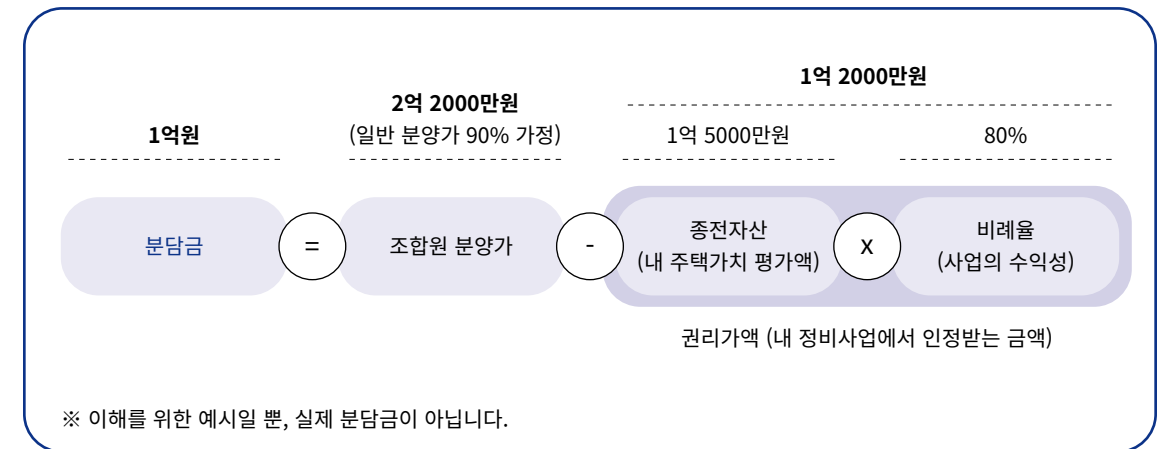 1억 2000만원
2억 2000만원
1억원
(일반 분양가 90% 가정)
1억 5000만원
80%
분담금
=
조합원 분양가
-
종전자산
(내 주택가치 평가액)
x
비례율
(사업의 수익성)
권리가액 (내 정비사업에서 인정받는 금액)
※ 이해를 위한 예시일 뿐, 실제 분담금이 아닙니다.